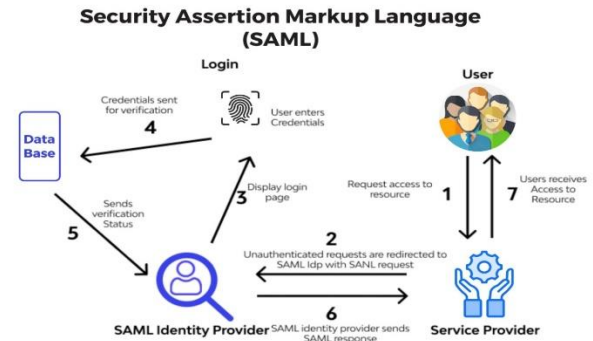 Security Assertion Markup Language
(SAML)
Login
User
Credentials sent
for verification
4
User enters
Credentials
Data
Base
Display login
page
3
Request access to
resource
1
7
Users receives
Access to
Resource
Sends
verification
Status
5
2
Unauthenticated requests are redirected to
SAML Idp with SANL request
6
SAML Identity Provider
SAML identity provider sends
SAML response
Service Provider